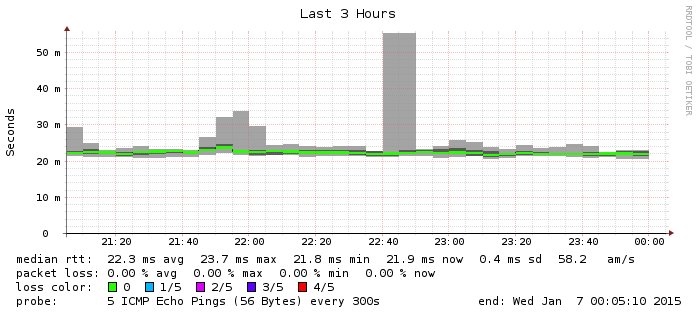 Last 3 Hours
RRDTOOL / TOBI OETIKER
Seconds
50 m
40 m
30 m
20 m
10 m
0
21:20 21:40 22:00 22:20 22:40 23:00 23:20 23:40 00:00
median rtt: 22.3 ms avg 23.7 ms max 21.8 ms min 21.9 ms now 0.4 ms sd 58.2 am/s
packet loss: 0.00 % avg 0.00 % max 0.00 % min 0.00 % now
loss color: 0 1/5 2/5 3/5 4/5
probe: 5 ICMP Echo Pings (56 Bytes) every 300s end: Wed Jan 7 00:05:10 2015